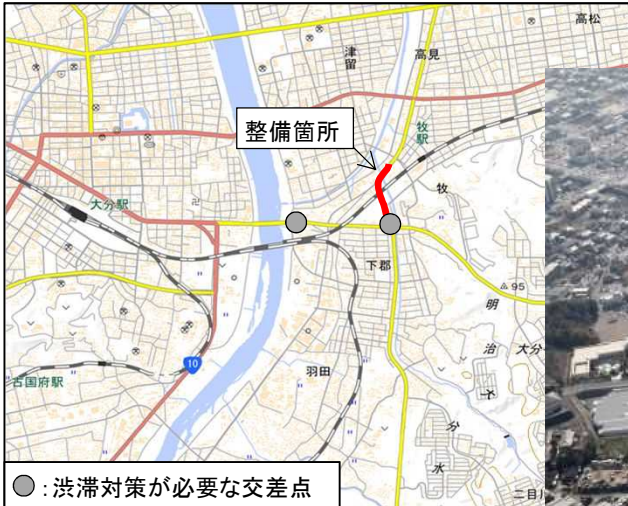 高松
津留
高見
整備箇所
牧駅
牧
大分駅
下郡
95
明治大分水
大分
10
羽田
古国府駅
二目川
●:渋滞対策が必要な交差点